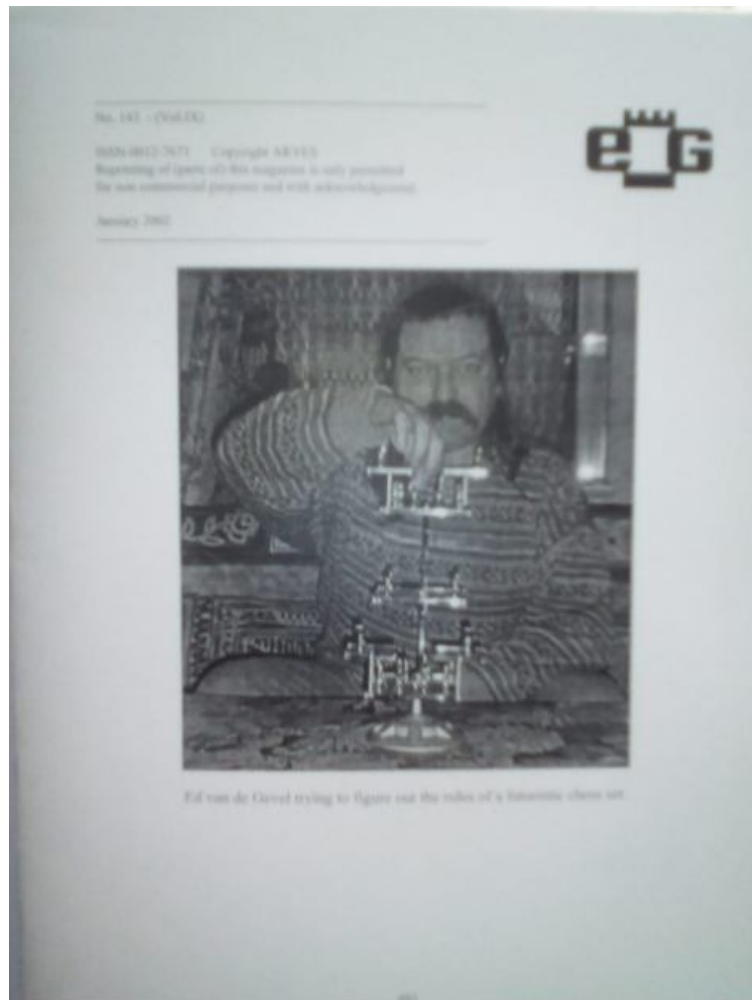 No. 143 - (Vol.IX)
EG
ISSN-0012-7671 Copyright ARVES
Reprinting of (parts of) this magazine is only permitted
for non commercial purposes and with acknowledgement.
January 2002
Ed van de Gevel trying to figure out the rules of a futuristic chess set.